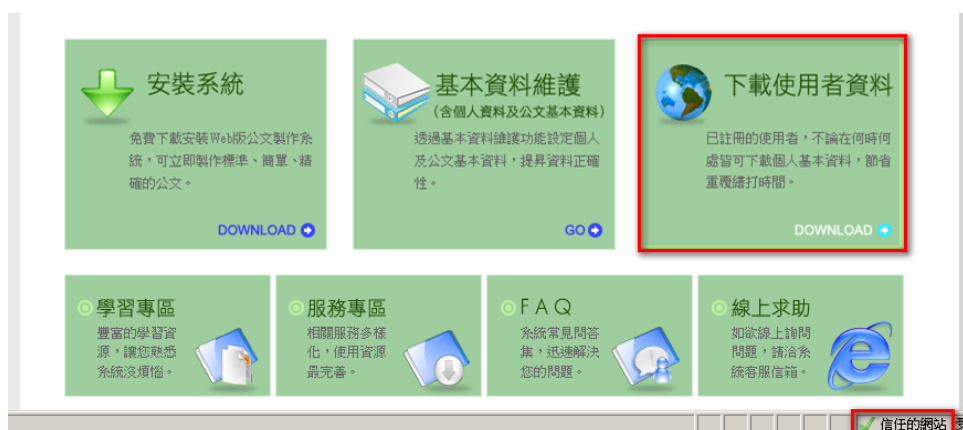 安裝系統
免費下載安裝Web版公文製作系
統，可立即製作標準、簡單、精
確的公文。
DOWNLOAD
基本資料維護
(含個人資料及公文基本資料)
透過基本資料維護功能設定個人
及公文基本資料，提昇資料正確
性。
GO
下載使用者資料
已註冊的使用者，不論在何時何
處皆可下載個人基本資料，節省
重覆繕打時間。
DOWNLOAD
學習專區
豐富的學習資
源，讓您熟悉
系統沒煩惱。
服務專區
相關服務多樣
化，使用資源
最完善。
FAQ
系統常見問答
集，迅速解決
您的問題。
線上求助
如欲線上詢問
問題，請洽系
統客服信箱。
信任的網站